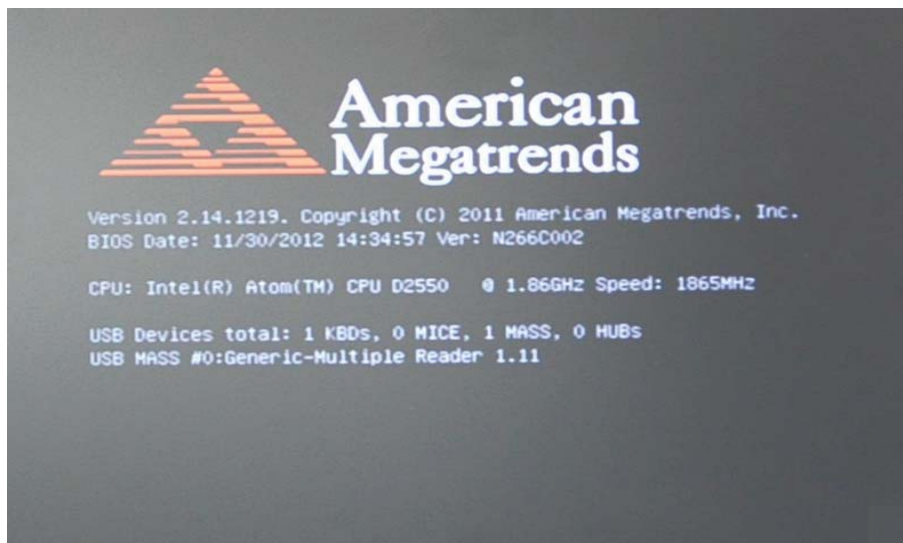 American
Megatrends
Version 2.14.1219. Copyright (C) 2011 American Megatrends, Inc.
BIOS Date: 11/30/2012 14:34:57 Ver: N266C002
CPU: Intel(R) Atom(TM) CPU D2550 @ 1.86GHz Speed: 1865MHz
USB Devices total: 1 KBDs, 0 MICE, 1 MASS, 0 HUBs
USB MASS #0:Generic-Multiple Reader 1.11